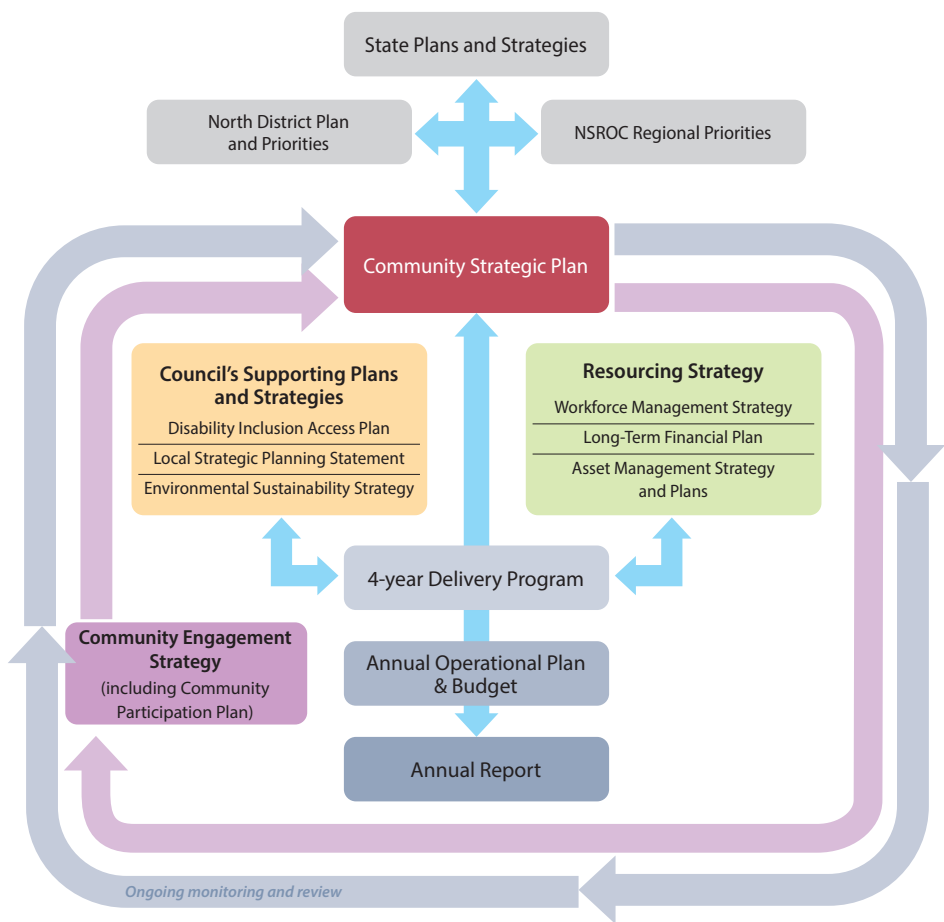 State Plans and Strategies
North District Plan
and Priorities
NSROC Regional Priorities
Community Strategic Plan
Council’s Supporting Plans
and Strategies
Disability Inclusion Access Plan
Local Strategic Planning Statement
Environmental Sustainability Strategy
Resourcing Strategy
Workforce Management Strategy
Long-Term Financial Plan
Asset Management Strategy
and Plans
4-year Delivery Program
Community Engagement
Strategy
(including Community
Participation Plan)
Annual Operational Plan
& Budget
Annual Report
Ongoing monitoring and review